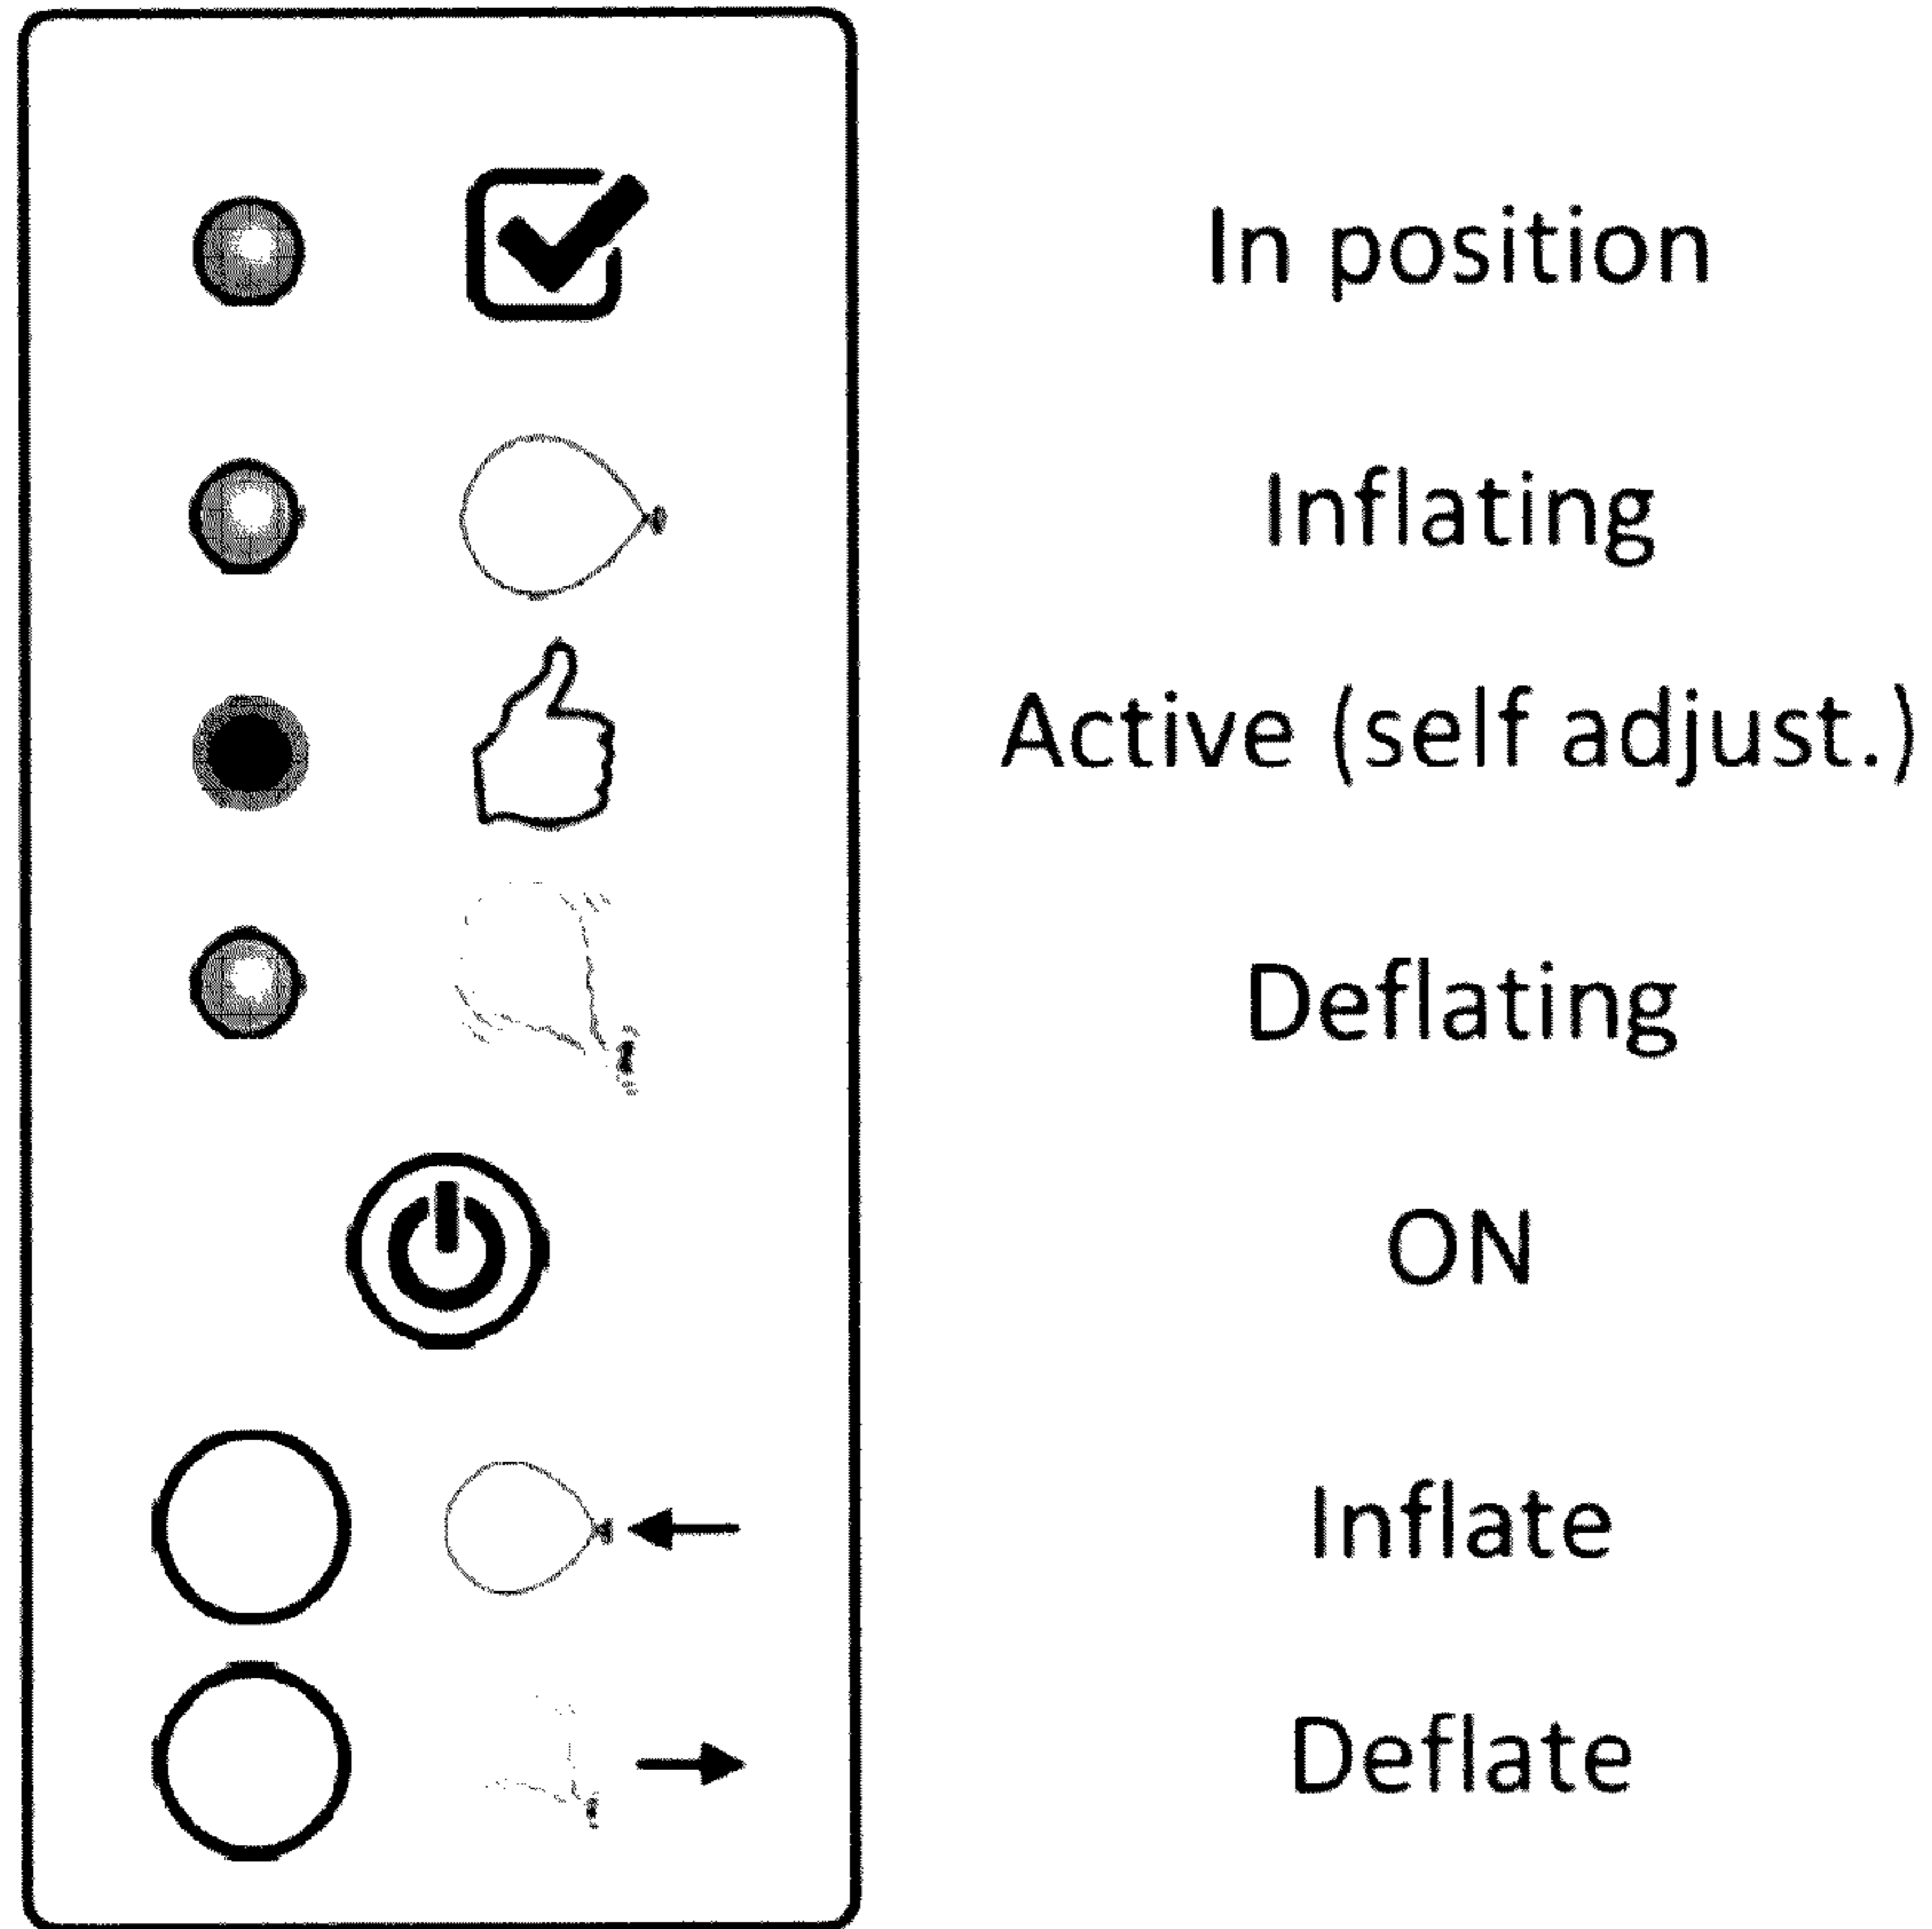 In position
Inflating
Active (self adjust.)
Deflating
ON
Inflate
Deflate